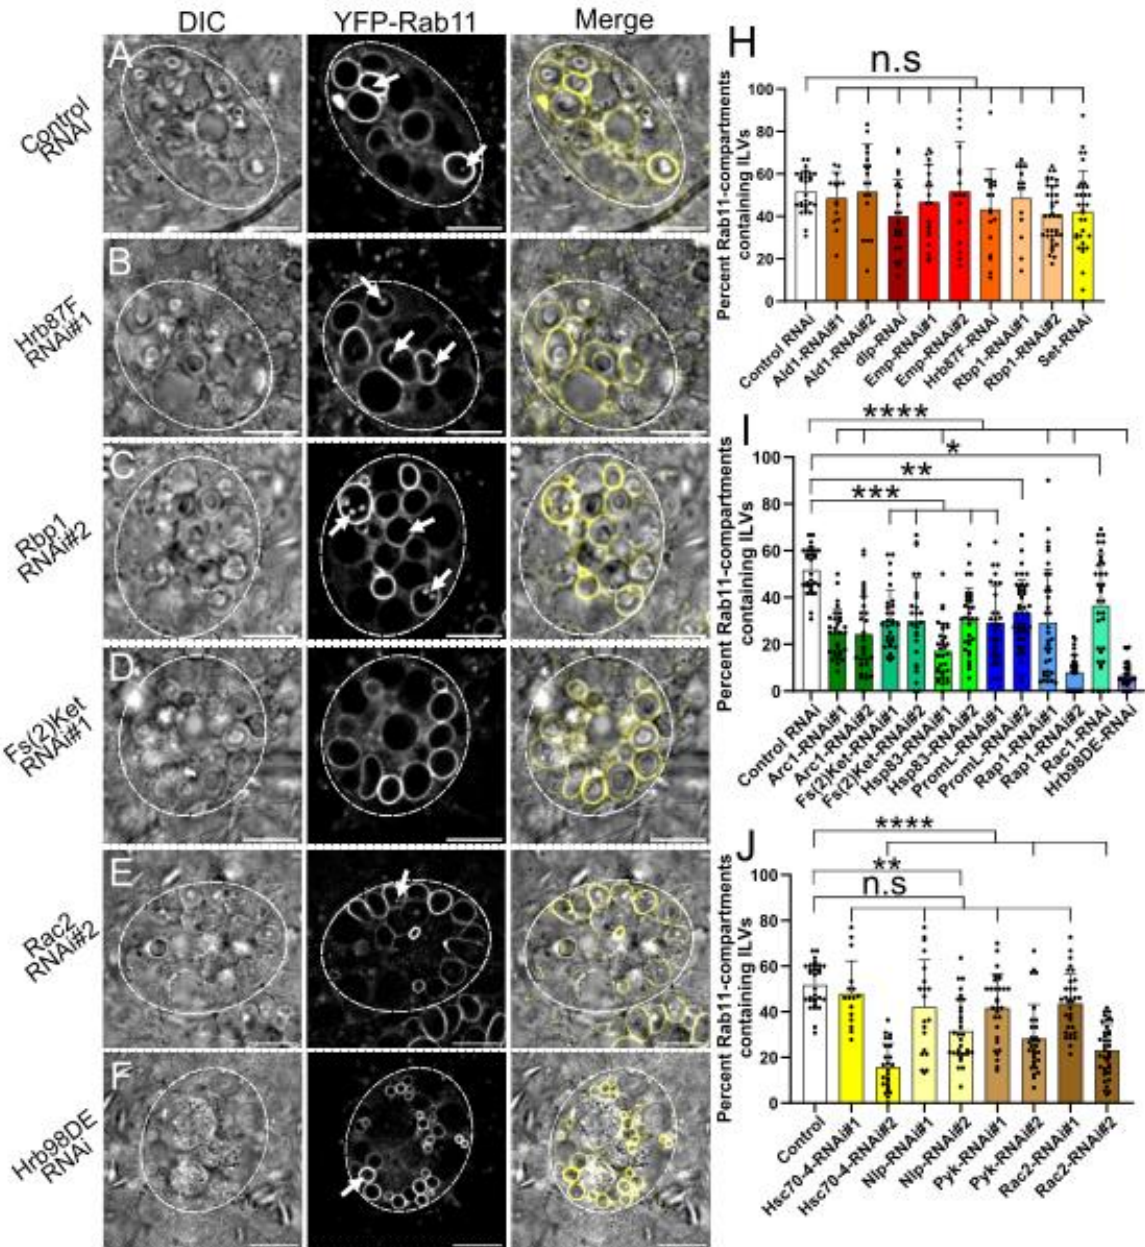 DIC YFP-Rab11 Merge
A
Control
RNAi
B
Hrb87F
RNAi#1
C
Rbp1
RNAi#2
D
Fs(2)Ket
RNAi#1
E
Rac2
RNAi#2
F
Hrb98DE
RNAi
H
n.s
Percent Rab11-compartments
containing ILVs
100
80
60
40
20
0
Control RNAi
Ald1-RNAi#1
Ald1-RNAi#2
dlp-RNAi
Emp-RNAi#1
Emp-RNAi#2
Hrb87F-RNAi
Rbp1-RNAi#1
Rbp1-RNAi#2
Set-RNAi
I
****
*
**
***
Percent Rab11-compartments
containing ILVs
100
80
60
40
20
0
Control RNAi
Arc1-RNAi#1
Arc1-RNAi#2
Fs(2)Ket-RNAi#1
Fs(2)Ket-RNAi#2
Hsp83-RNAi#1
Hsp83-RNAi#2
PromL-RNAi#1
PromL-RNAi#2
Rap1-RNAi#1
Rap1-RNAi#2
Rac1-RNAi
Hrb98DE-RNAi
J
****
**
n.s
Percent Rab11-compartments
containing ILVs
100
80
60
40
20
0
Control
Hsc70-4-RNAi#1
Hsc70-4-RNAi#2
Nlp-RNAi#1
Nlp-RNAi#2
Pyk-RNAi#1
Pyk-RNAi#2
Rac2-RNAi#1
Rac2-RNAi#2